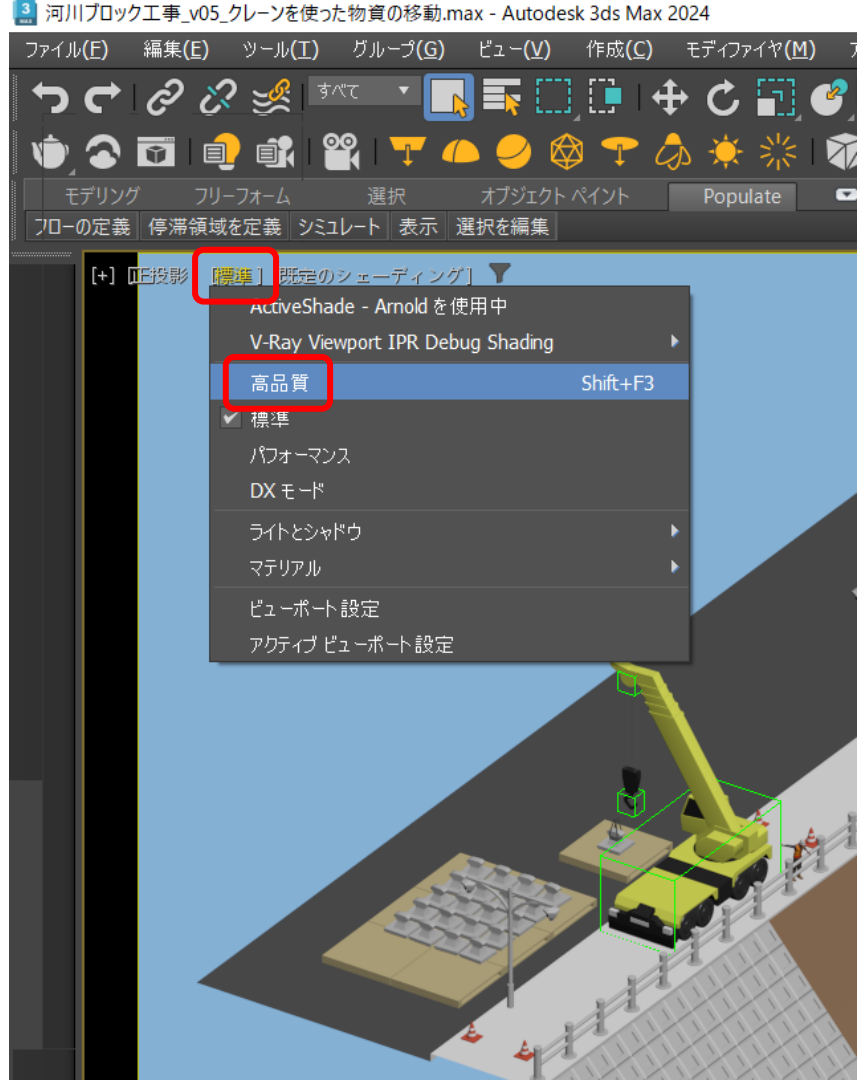 河川ブロック工事_v05_クレーンを使った物資の移動.max - Autodesk 3ds Max 2024
ファイル(F) 編集(E) ツール(T) グループ(G) ビュー(V) 作成(C) モディファイヤ(M)
すべて
モデリング フリーフォーム 選択 オブジェクト ペイント Populate
フローの定義 停滞領域を定義 シミュレート 表示 選択を編集
[+] [正投影 [標準] 既定のシェーディング]
ActiveShade - Arnold を使用中
V-Ray Viewport IPR Debug Shading
高品質 Shift+F3
標準
パフォーマンス
DX モード
ライトとシャドウ
マテリアル
ビューポート設定
アクティブ ビューポート設定